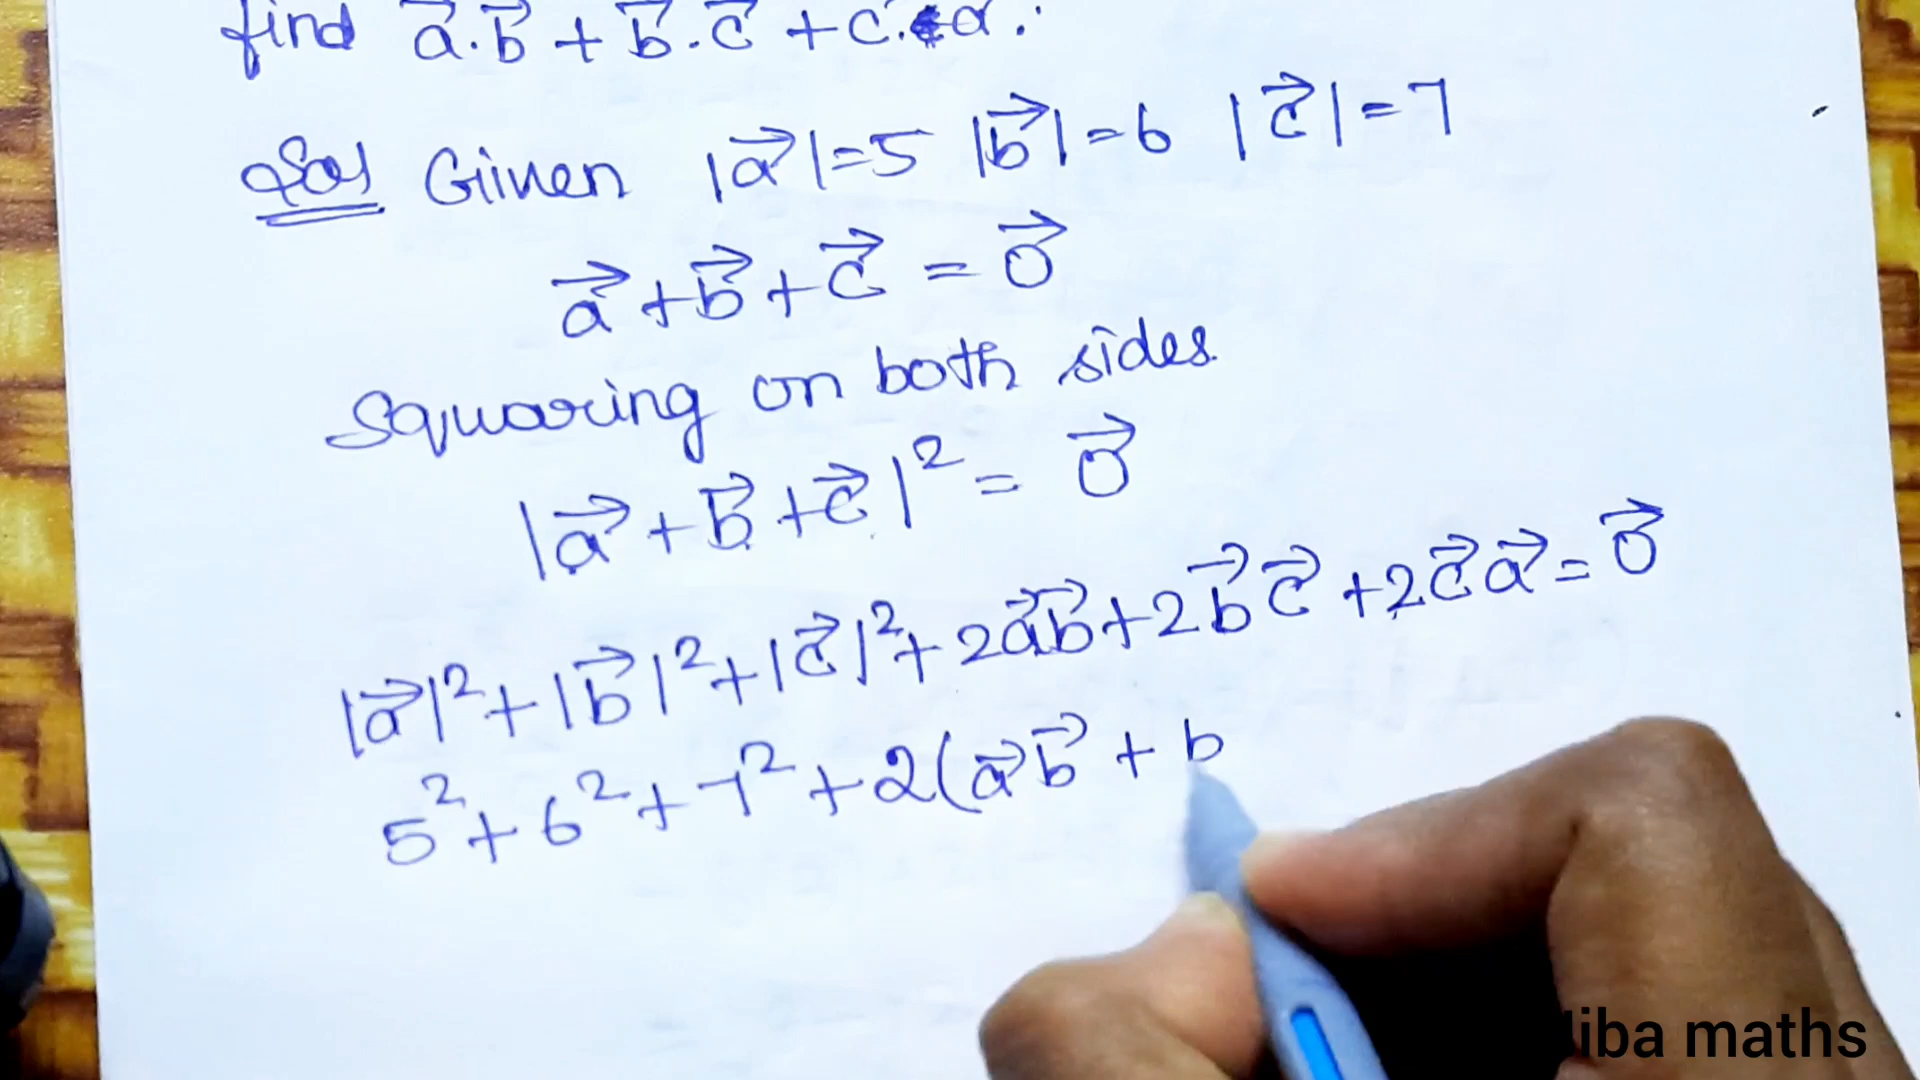 find a⃗.b⃗ + b⃗.c⃗ + c.a.
Sol Given |a⃗|=5 |b⃗|=6 |c⃗|=7
a⃗+b⃗+c⃗ = 0⃗
Squaring on both sides
|a⃗+b⃗+c⃗|² = 0⃗
|a⃗|²+|b⃗|²+|c⃗|²+2a⃗b⃗+2b⃗c⃗+2c⃗a⃗=0⃗
5²+6²+7²+2(a⃗b⃗+b
iba maths